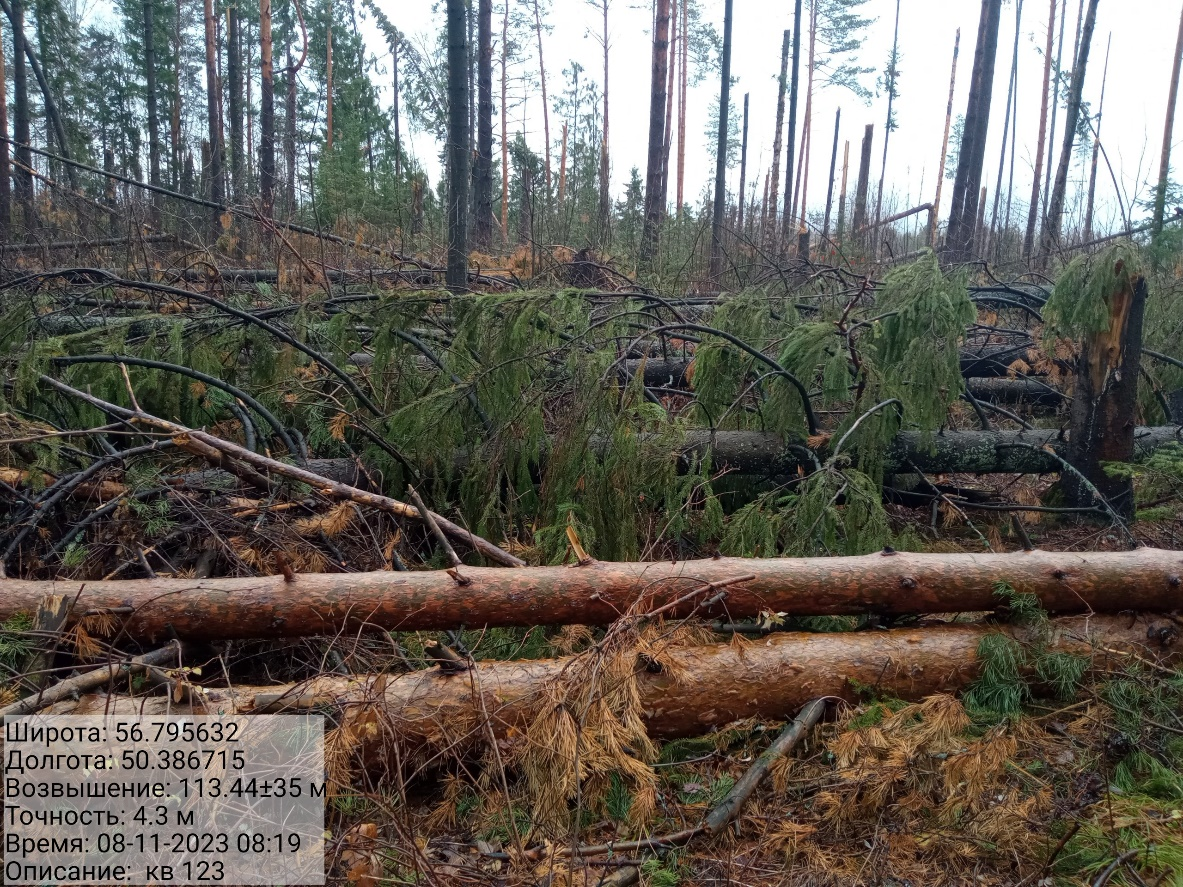 Широта: 56.795632
Долгота: 50.386715
Возвышение: 113.44±35 м
Точность: 4.3 м
Время: 08-11-2023 08:19
Описание: кв 123